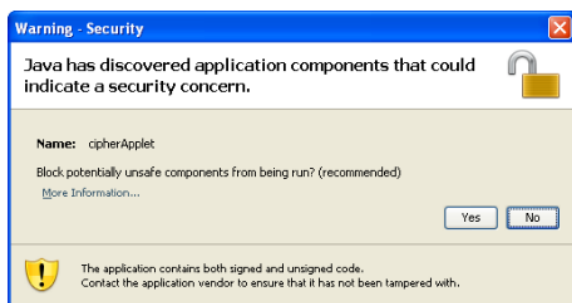 Warning - Security
Java has discovered application components that could
indicate a security concern.
Name: cipherApplet
Block potentially unsafe components from being run? (recommended)
More Information...
Yes No
The application contains both signed and unsigned code.
Contact the application vendor to ensure that it has not been tampered with.